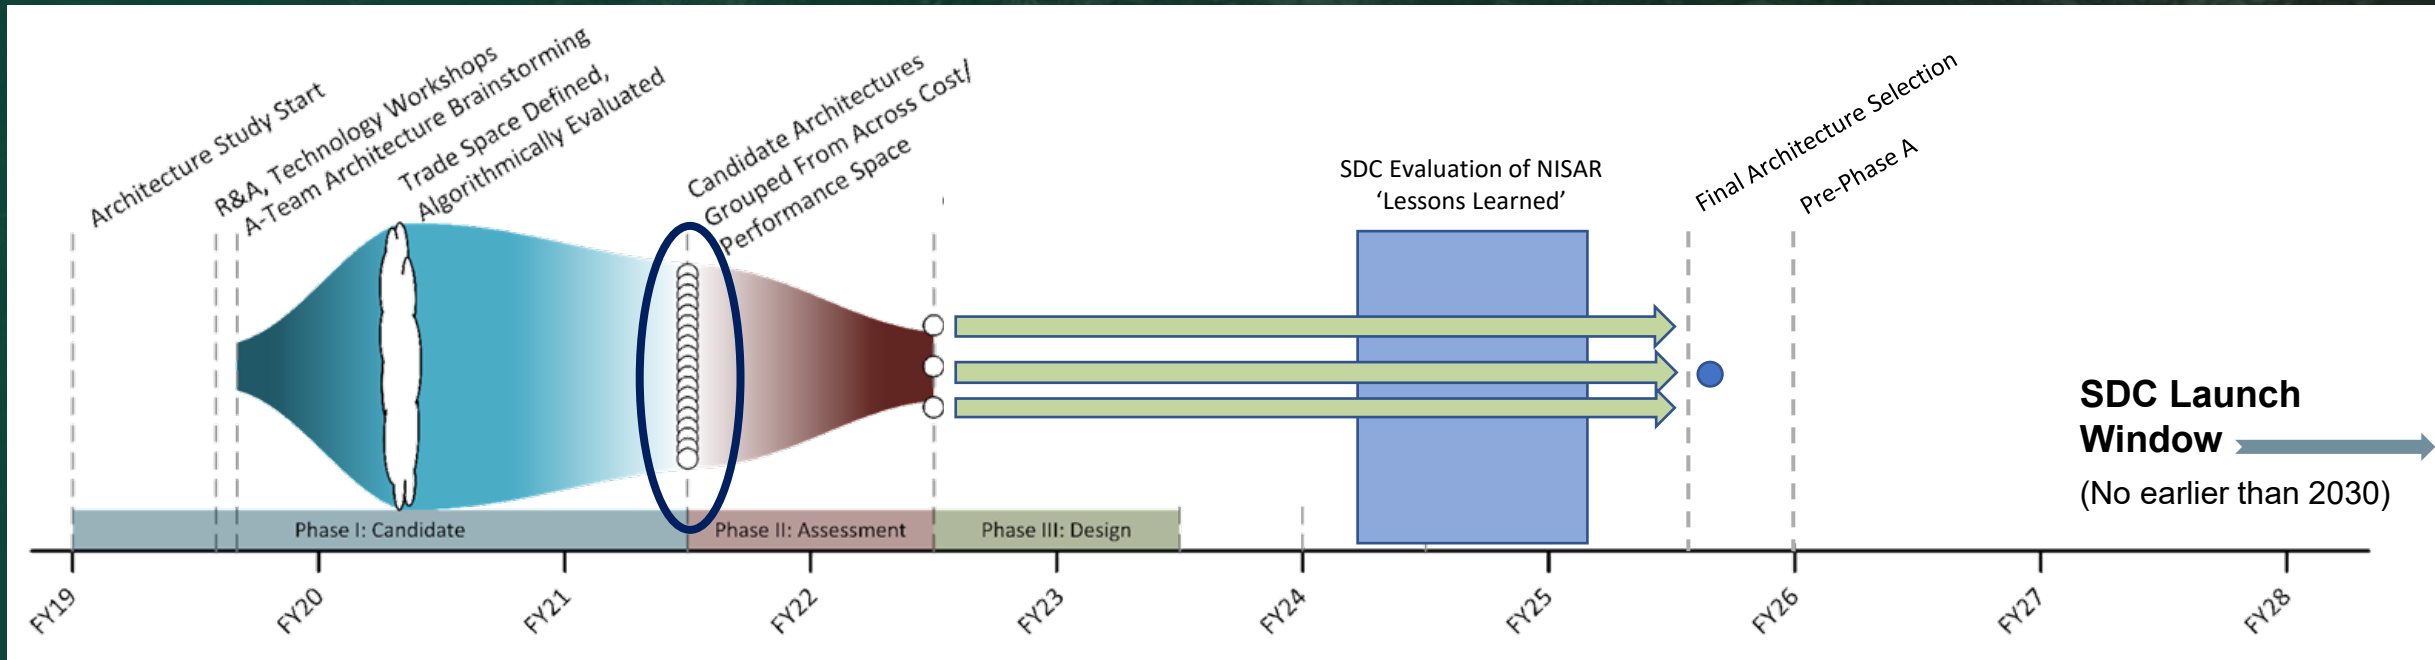 Architecture Study Start
R&A, Technology Workshops
A-Team Architecture Brainstorming
Trade Space Defined,
Algorithmically Evaluated
Candidate Architectures
Grouped From Across Cost/
Performance Space
SDC Evaluation of NISAR
‘Lessons Learned’
Final Architecture Selection
Pre-Phase A
SDC Launch
Window
(No earlier than 2030)
Phase I: Candidate
Phase II: Assessment
Phase III: Design
FY19
FY20
FY21
FY22
FY23
FY24
FY25
FY26
FY27
FY28